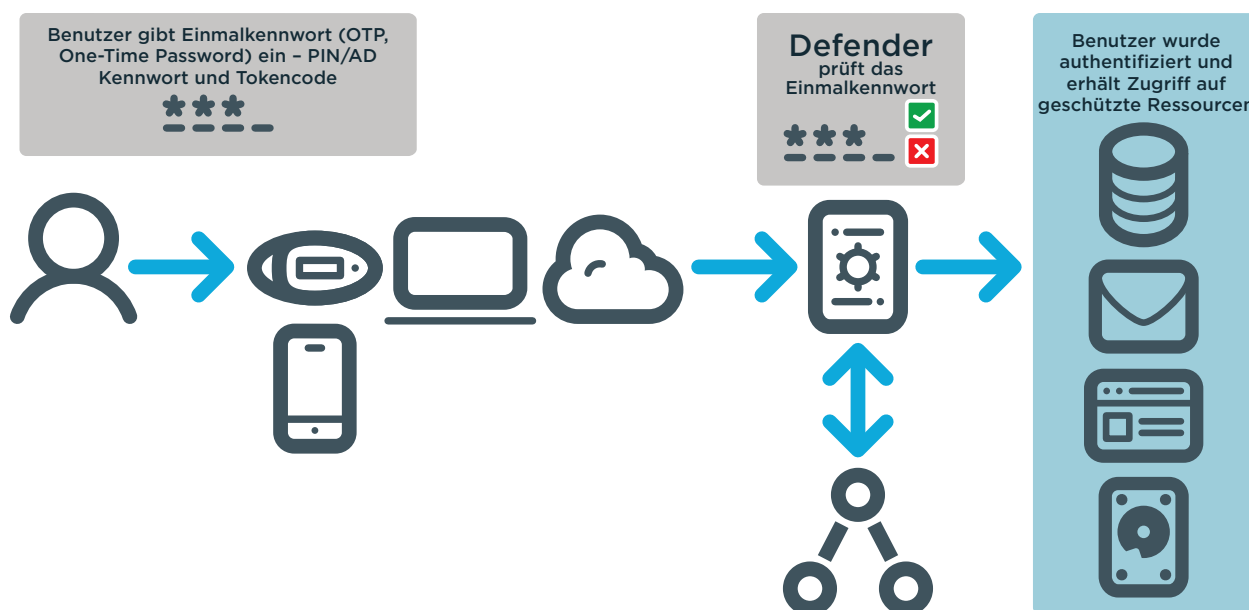 Benutzer gibt Einmalkennwort (OTP,
One-Time Password) ein – PIN/AD
Kennwort und Tokencode
Defender
prüft das
Einmalkennwort
Benutzer wurde
authentifiziert und
erhält Zugriff auf
geschützte Ressourcen